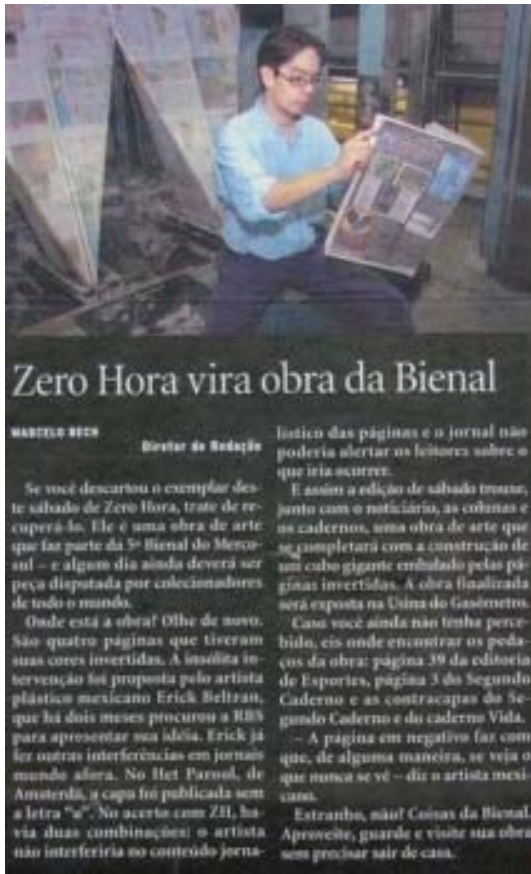 Zero Hora vira obra da Bienal
MARCELO RECH
Diretor de Redação
Se você descartou o exemplar des-
te sábado de Zero Hora, trate de re-
cuperá-lo. Ele é uma obra de arte
que faz parte da 5ª Bienal do Merco-
sul – e algum dia ainda deverá ser
peça disputada por colecionadores
de todo o mundo.
Onde está a obra? Olhe de novo.
São quatro páginas que tiveram
suas cores invertidas. A insólita in-
tervenção foi proposta pelo artista
plástico mexicano Erick Beltran,
que há dois meses procurou a RBS
para apresentar sua idéia. Erick já
fez outras interferências em jornais
mundo afora. No Het Parool, de
Amsterdã, a capa foi publicada sem
a letra "a". No acerto com ZH, ha-
via duas combinações: o artista
não interferiria no conteúdo jorna-
lístico das páginas e o jornal não
poderia alertar os leitores sobre o
que iria ocorrer.
E assim a edição de sábado trouxe
junto com o noticiário, as colunas e
os cadernos, uma obra de arte que
se completará com a construção de
um cubo gigante embalado pelas pá-
ginas invertidas. A obra finalizada
será exposta na Usina do Gasômetro
Caso você ainda não tenha perce-
bido, eis onde encontrar os peda-
ços da obra: página 39 da editoria
de Esportes, página 3 do Segundo
Caderno e as contracapas do Se-
gundo Caderno e do caderno Vida.
– A página em negativo faz com
que, de alguma maneira, se veja o
que nunca se vê – diz o artista mexi
cano.
Estranho, não? Coisas da Bienal
Aproveite, guarde e visite sua obra
sem precisar sair de casa.